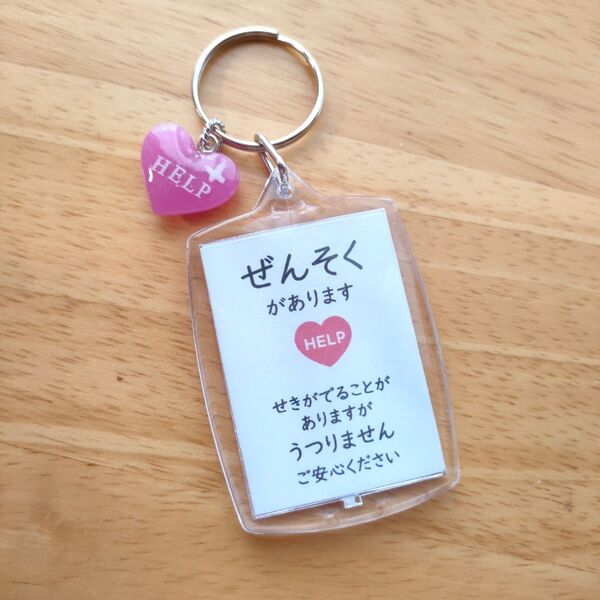 HELP
ぜんそく
があります
HELP
せきがでることが
ありますが
うつりません
ご安心ください